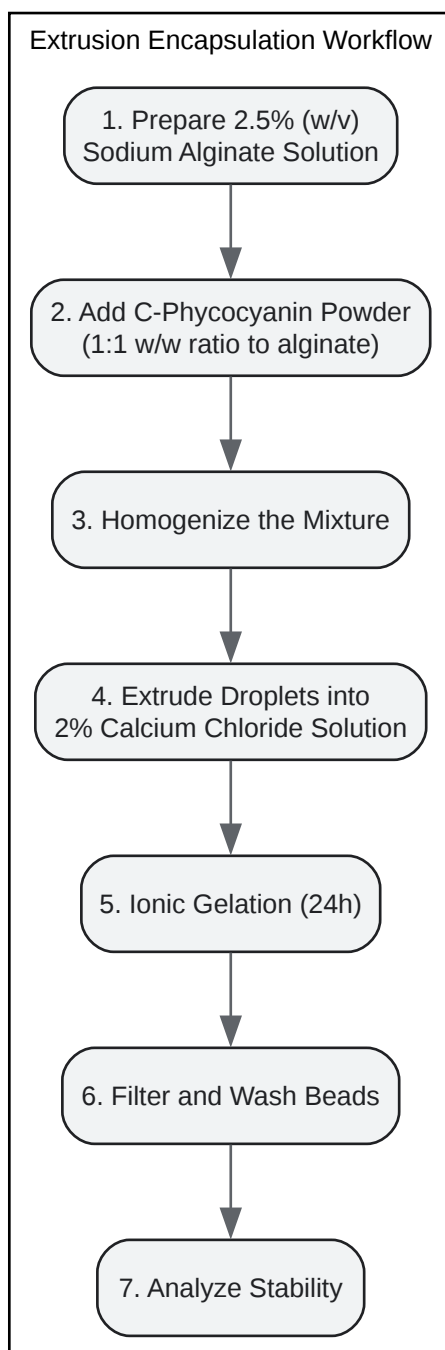 Extrusion Encapsulation Workflow
1. Prepare 2.5% (w/v)
Sodium Alginate Solution
2. Add C-Phycocyanin Powder
(1:1 w/w ratio to alginate)
3. Homogenize the Mixture
4. Extrude Droplets into
2% Calcium Chloride Solution
5. Ionic Gelation (24h)
6. Filter and Wash Beads
7. Analyze Stability